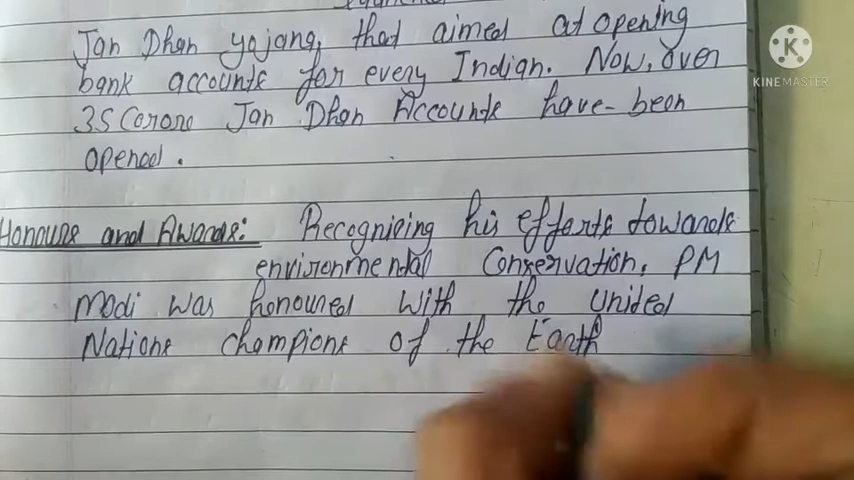 Jan Dhan yojana, that aimed at opening
bank accounts for every Indian. Now, over
35 Corore Jan Dhan Accounts have been
opened.
Honours and Awards: Recognising his efforts towards
environmental Conservation, PM
Modi was honoured with the United
Nations champions of the Earth
KINEMASTER